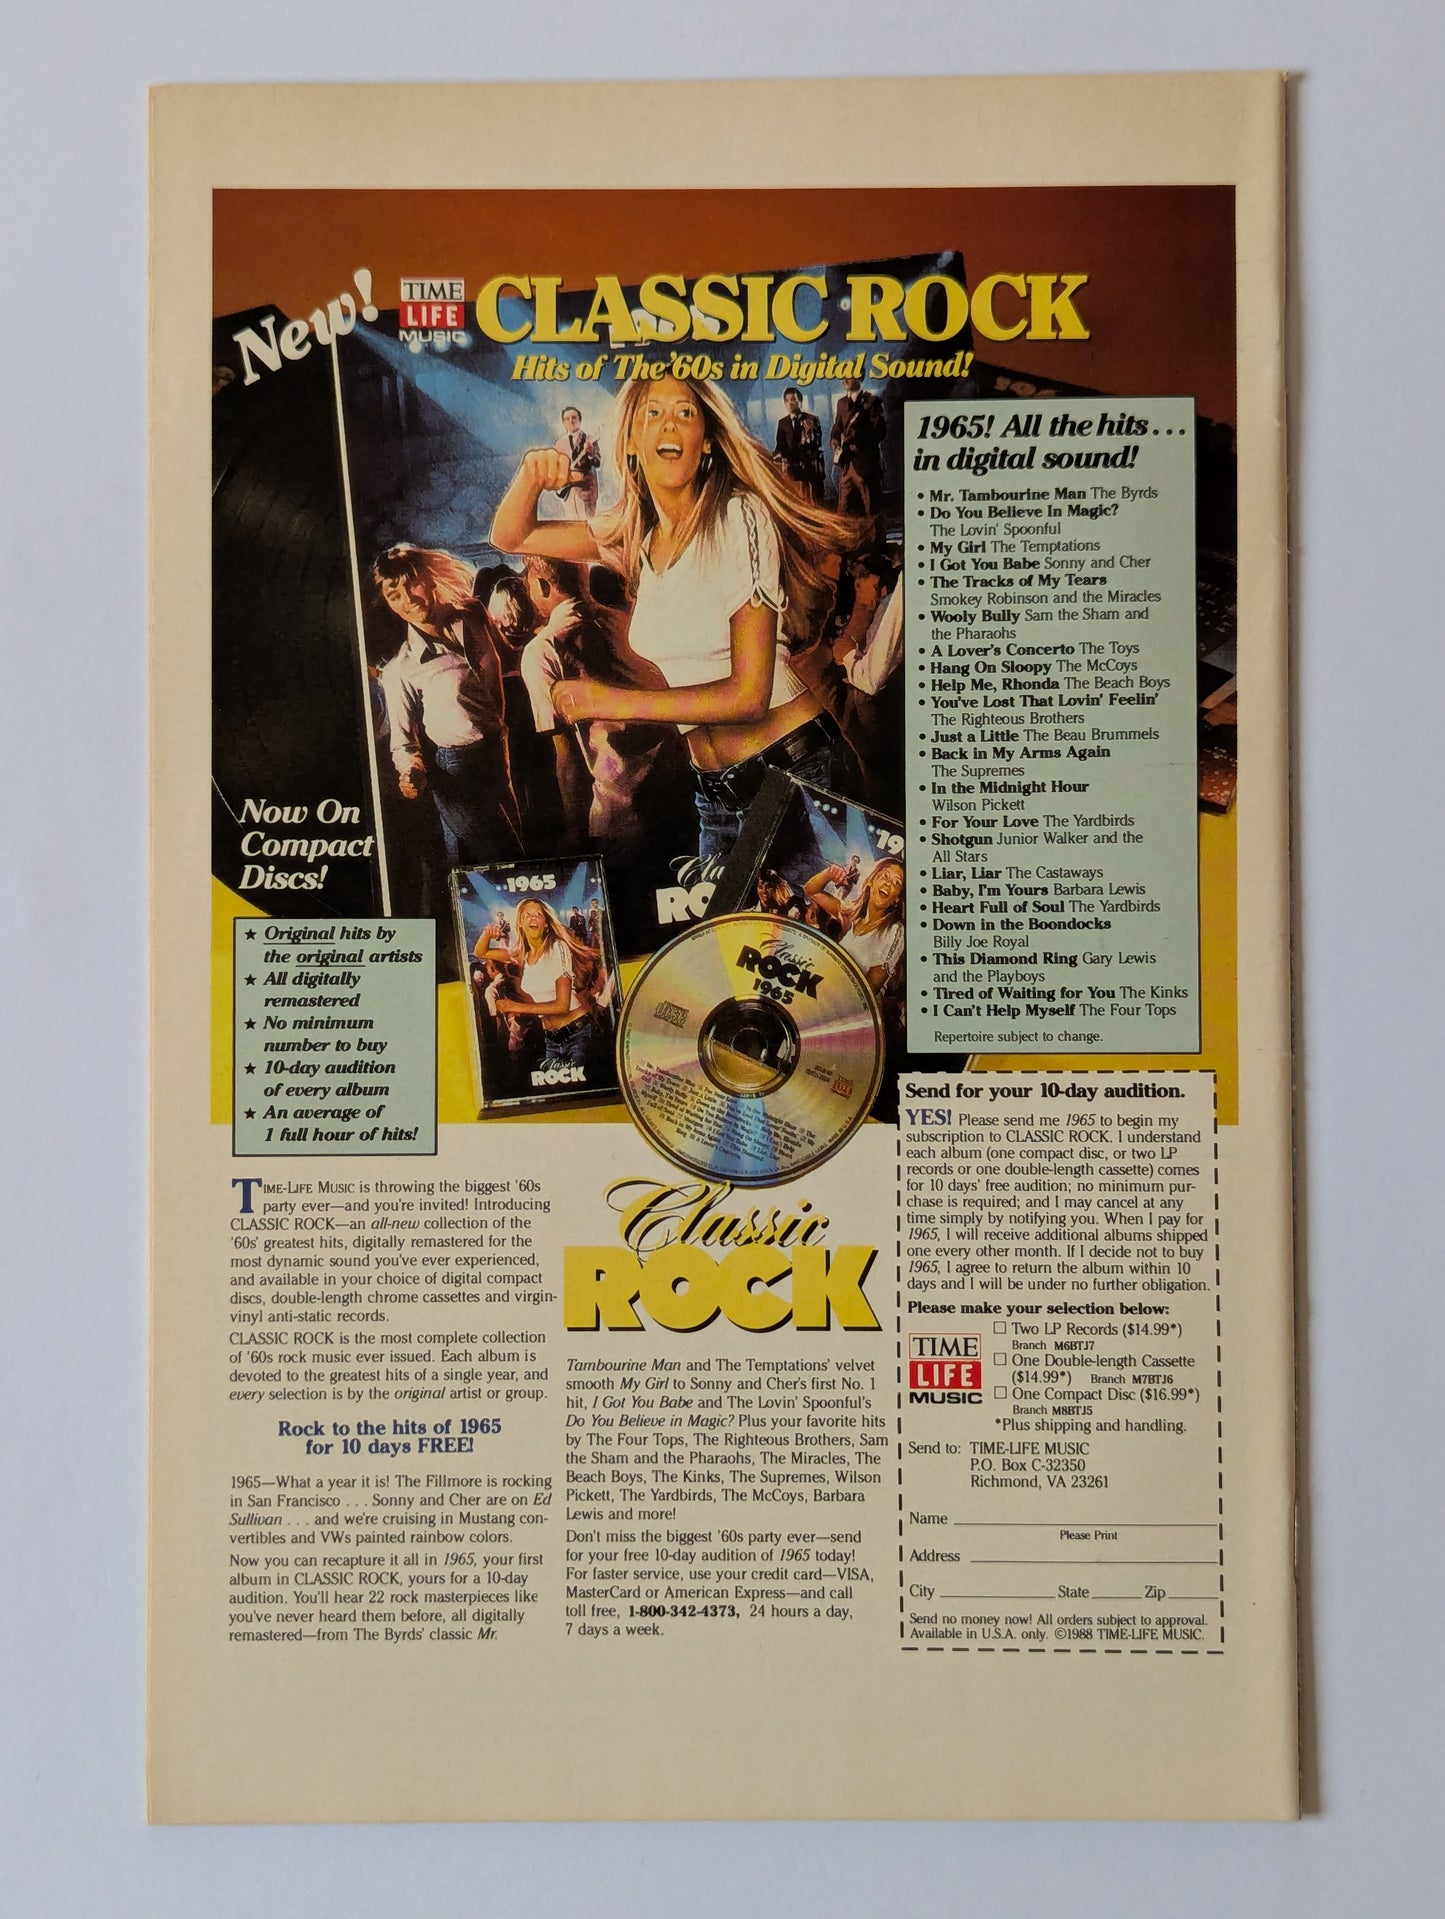 New!
TIME
LIFE
MUSIC
CLASSIC ROCK
Hits of The '60s in Digital Sound!
1965! All the hits...
in digital sound!
• Mr. Tambourine Man The Byrds
• Do You Believe In Magic?
The Lovin' Spoonful
• My Girl The Temptations
• I Got You Babe Sonny and Cher
• The Tracks of My Tears
Smokey Robinson and the Miracles
• Wooly Bully Sam the Sham and
the Pharaohs
• A Lover's Concerto The Toys
• Hang On Sloopy The McCoys
• Help Me, Rhonda The Beach Boys
• You've Lost That Lovin' Feelin'
The Righteous Brothers
• Just a Little The Beau Brummels
• Back in My Arms Again
The Supremes
• In the Midnight Hour
Wilson Pickett
• For Your Love The Yardbirds
• Shotgun Junior Walker and the
All Stars
• Liar, Liar The Castaways
• Baby, I'm Yours Barbara Lewis
• Heart Full of Soul The Yardbirds
• Down in the Boondocks
Billy Joe Royal
• This Diamond Ring Gary Lewis
and the Playboys
• Tired of Waiting for You The Kinks
• I Can't Help Myself The Four Tops
Repertoire subject to change.
Now On
Compact
Discs!
★ Original hits by
the original artists
★ All digitally
remastered
★ No minimum
number to buy
★ 10-day audition
of every album
★ An average of
1 full hour of hits!
1965
Classic
ROCK
Cla
RO
19
Classic
ROCK
1965
TIME-LIFE MUSIC is throwing the biggest '60s
party ever—and you're invited! Introducing
CLASSIC ROCK—an all-new collection of the
'60s' greatest hits, digitally remastered for the
most dynamic sound you've ever experienced,
and available in your choice of digital compact
discs, double-length chrome cassettes and virgin-
vinyl anti-static records.
CLASSIC ROCK is the most complete collection
of '60s rock music ever issued. Each album is
devoted to the greatest hits of a single year, and
every selection is by the original artist or group.
Rock to the hits of 1965
for 10 days FREE!
1965—What a year it is! The Fillmore is rocking
in San Francisco . . . Sonny and Cher are on Ed
Sullivan . . . and we're cruising in Mustang con-
vertibles and VWs painted rainbow colors.
Now you can recapture it all in 1965, your first
album in CLASSIC ROCK, yours for a 10-day
audition. You'll hear 22 rock masterpieces like
you've never heard them before, all digitally
remastered—from The Byrds' classic Mr.
Classic
ROCK
Tambourine Man and The Temptations' velvet
smooth My Girl to Sonny and Cher's first No. 1
hit, I Got You Babe and The Lovin' Spoonful's
Do You Believe in Magic? Plus your favorite hits
by The Four Tops, The Righteous Brothers, Sam
the Sham and the Pharaohs, The Miracles, The
Beach Boys, The Kinks, The Supremes, Wilson
Pickett, The Yardbirds, The McCoys, Barbara
Lewis and more!
Don't miss the biggest '60s party ever—send
for your free 10-day audition of 1965 today!
For faster service, use your credit card—VISA,
MasterCard or American Express—and call
toll free, 1-800-342-4373, 24 hours a day,
7 days a week.
Send for your 10-day audition.
YES! Please send me 1965 to begin my
subscription to CLASSIC ROCK. I understand
each album (one compact disc, or two LP
records or one double-length cassette) comes
for 10 days' free audition; no minimum pur-
chase is required; and I may cancel at any
time simply by notifying you. When I pay for
1965, I will receive additional albums shipped
one every other month. If I decide not to buy
1965, I agree to return the album within 10
days and I will be under no further obligation.
Please make your selection below:
TIME
LIFE
MUSIC
☐ Two LP Records ($14.99*)
Branch M6BTJ7
☐ One Double-length Cassette
($14.99*) Branch M7BTJ6
☐ One Compact Disc ($16.99*)
Branch M8BTJ5
*Plus shipping and handling.
Send to: TIME-LIFE MUSIC
P.O. Box C-32350
Richmond, VA 23261
Name
Please Print
Address
City State Zip
Send no money now! All orders subject to approval.
Available in U.S.A. only. ©1988 TIME-LIFE MUSIC.